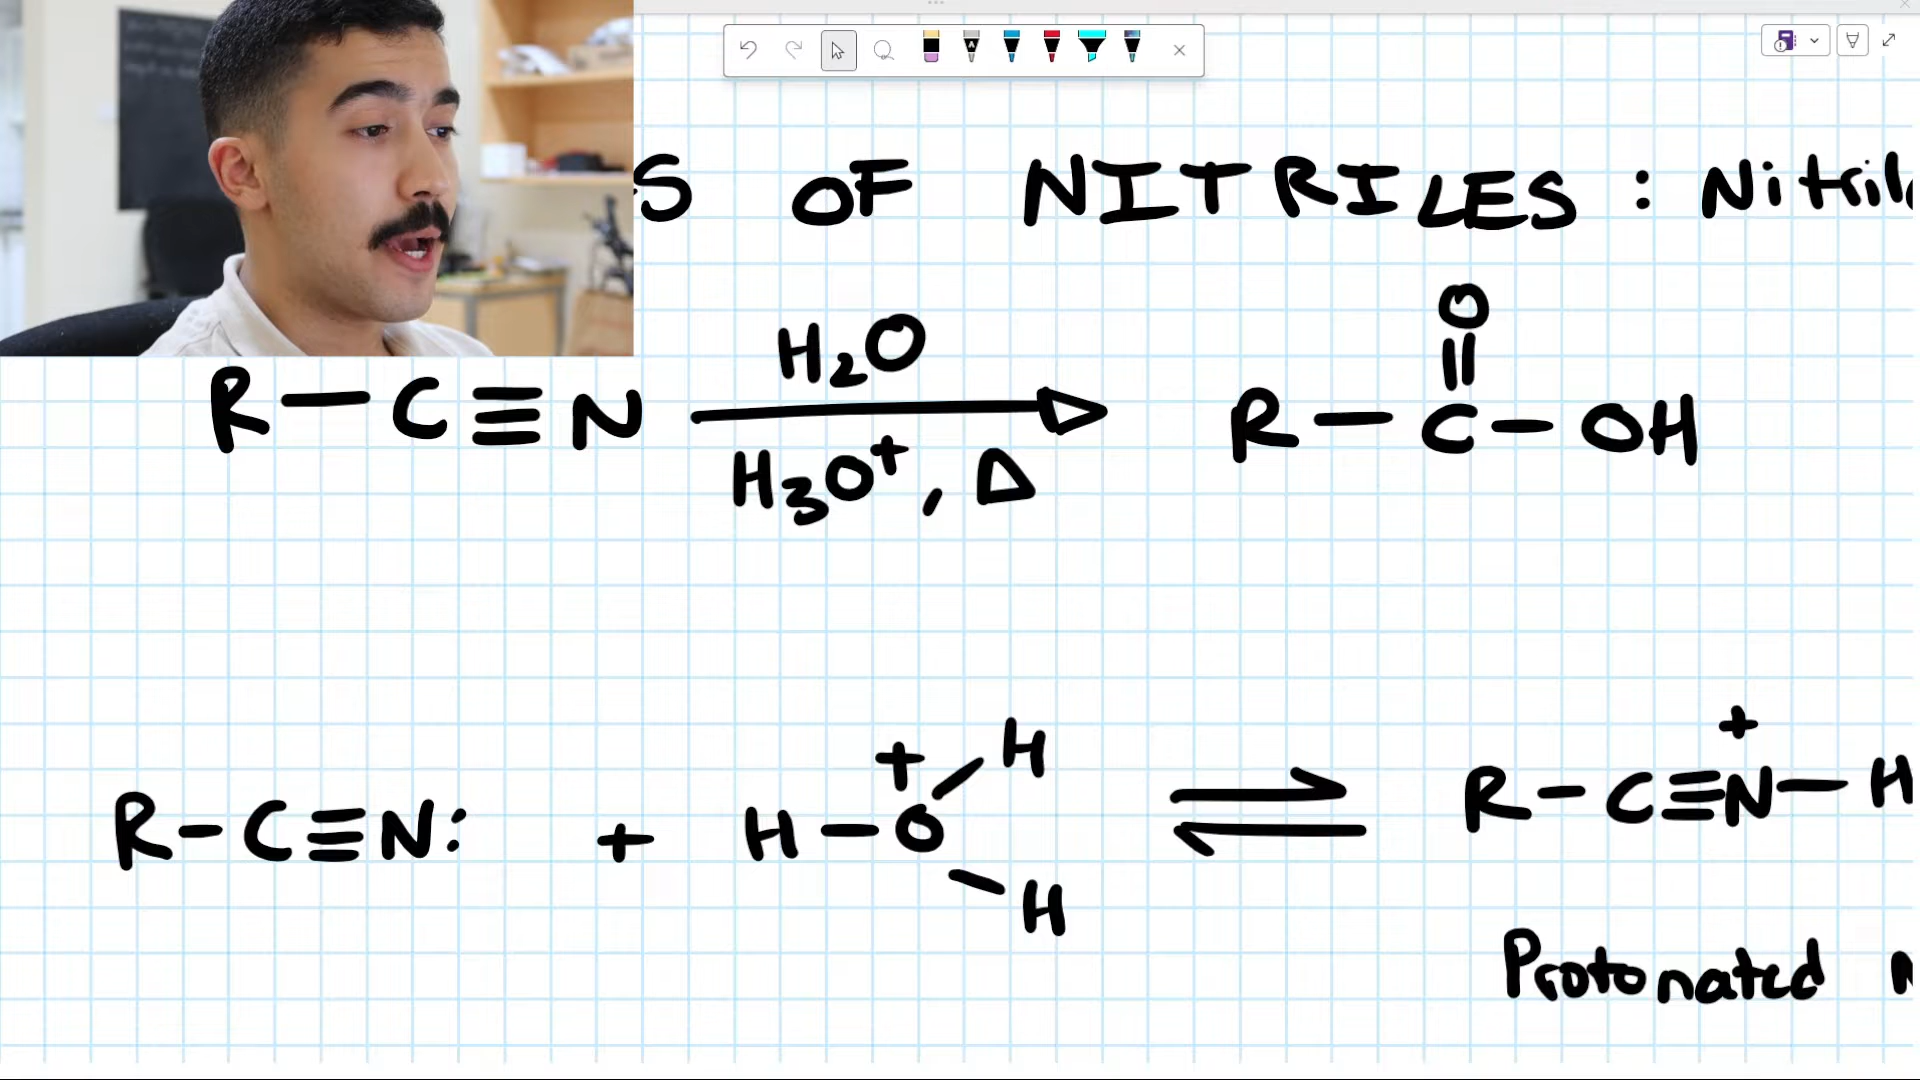 S OF NITRILES : Nitril
O
||
H₂O
R — C ≡ N ⟶ R — C — OH
H₃O⁺, Δ
+ H +
R — C ≡ N: + H — O ⇌ R — C ≡ N — H
H
Protonated